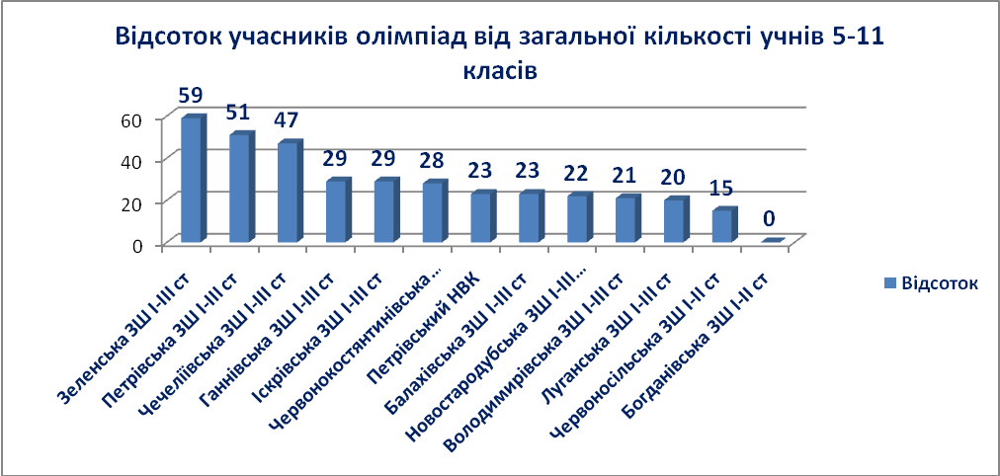 Відсоток учасників олімпіад від загальної кількості учнів 5-11
класів
59
51
47
29
29
28
23
23
22
21
20
15
0
60
40
20
0
Зеленська ЗШ І-ІІІ ст
Петрівська ЗШ І-ІІІ ст
Чечеліївська ЗШ І-ІІІ ст
Ганнівська ЗШ І-ІІІ ст
Іскрівська ЗШ І-ІІІ ст
Червонокостянтинівська...
Петрівський НВК
Балахівська ЗШ І-ІІІ ст
Новостародубська ЗШ І-ІІІ...
Володимирівська ЗШ І-ІІІ ст
Луганська ЗШ І-ІІІ ст
Червоносільська ЗШ І-ІІ ст
Богданівська ЗШ І-ІІ ст
Відсоток